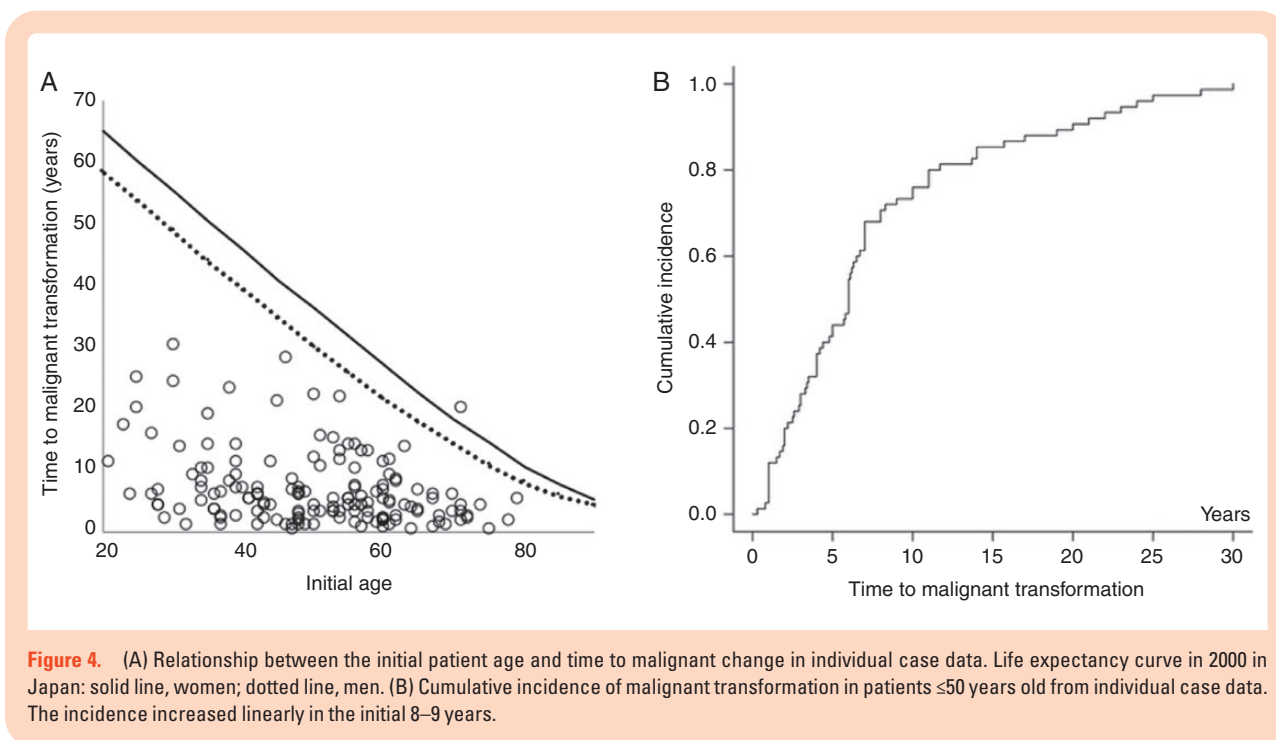 A
70
60
50
40
30
20
10
0
Time to malignant transformation (years)
20 40 60 80
Initial age
B
1.0
0.8
0.6
0.4
0.2
0.0
Cumulative incidence
Years
0 5 10 15 20 25 30
Time to malignant transformation
Figure 4. (A) Relationship between the initial patient age and time to malignant change in individual case data. Life expectancy curve in 2000 in
Japan: solid line, women; dotted line, men. (B) Cumulative incidence of malignant transformation in patients ≤50 years old from individual case data.
The incidence increased linearly in the initial 8–9 years.